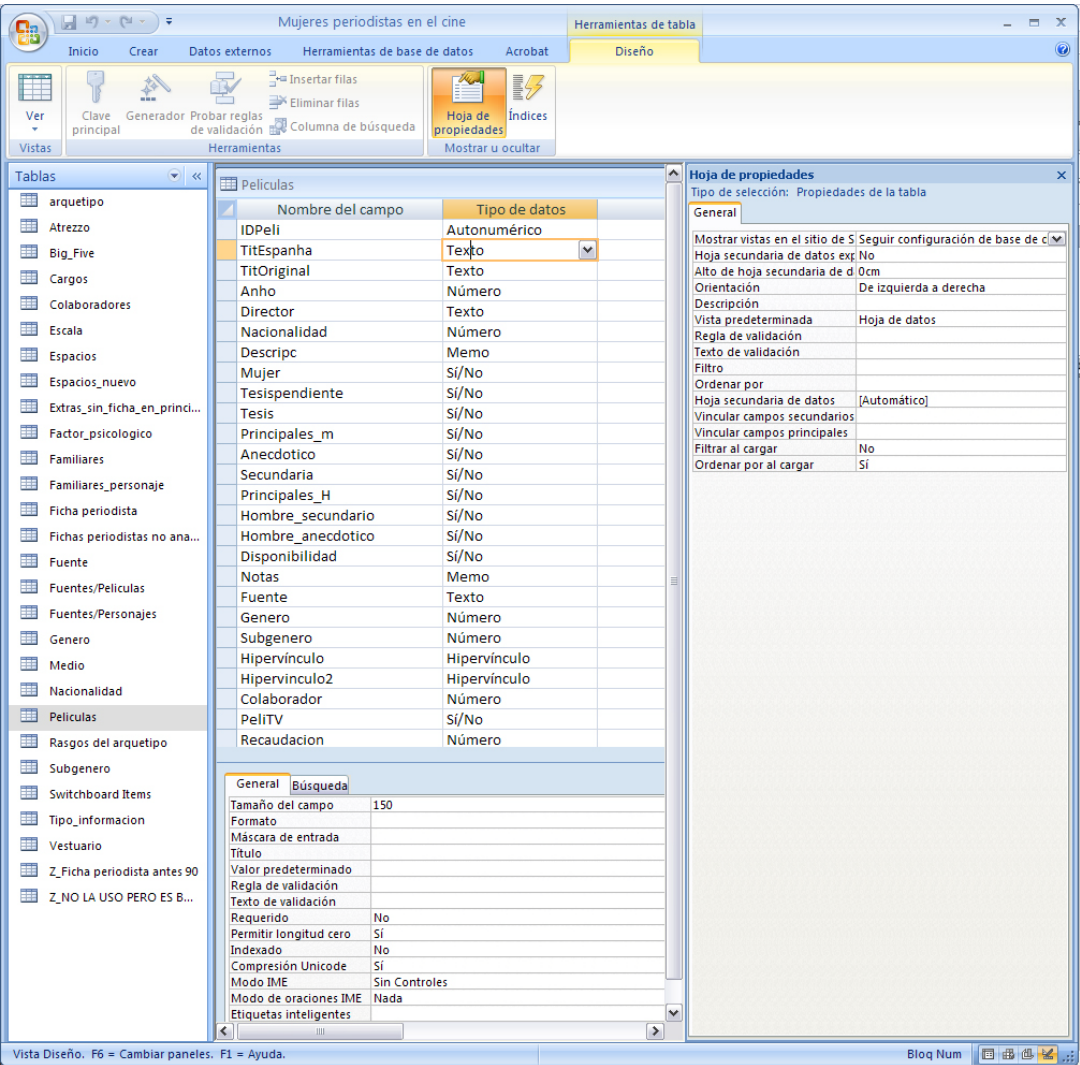 Mujeres periodistas en el cine
Herramientas de tabla
Inicio Crear Datos externos Herramientas de base de datos Acrobat Diseño
Ver
Clave principal
Generador
Probar reglas de validación
Insertar filas
Eliminar filas
Columna de búsqueda
Hoja de propiedades
Índices
Vistas Herramientas Mostrar u ocultar
Tablas
arquetipo
Atrezzo
Big_Five
Cargos
Colaboradores
Escala
Espacios
Espacios_nuevo
Extras_sin_ficha_en_princi...
Factor_psicologico
Familiares
Familiares_personaje
Ficha periodista
Fichas periodistas no ana...
Fuente
Fuentes/Peliculas
Fuentes/Personajes
Genero
Medio
Nacionalidad
Peliculas
Rasgos del arquetipo
Subgenero
Switchboard Items
Tipo_informacion
Vestuario
Z_Ficha periodista antes 90
Z_NO LA USO PERO ES B...
Peliculas
Nombre del campo Tipo de datos
IDPeli Autonumérico
TitEspanha Texto
TitOriginal Texto
Anho Número
Director Texto
Nacionalidad Número
Descripc Memo
Mujer Sí/No
Tesispendiente Sí/No
Tesis Sí/No
Principales_m Sí/No
Anecdotico Sí/No
Secundaria Sí/No
Principales_H Sí/No
Hombre_secundario Sí/No
Hombre_anecdotico Sí/No
Disponibilidad Sí/No
Notas Memo
Fuente Texto
Genero Número
Subgenero Número
Hipervínculo Hipervínculo
Hipervinculo2 Hipervínculo
Colaborador Número
PeliTV Sí/No
Recaudacion Número
General Búsqueda
Tamaño del campo 150
Formato
Máscara de entrada
Título
Valor predeterminado
Regla de validación
Texto de validación
Requerido No
Permitir longitud cero Sí
Indexado No
Compresión Unicode Sí
Modo IME Sin Controles
Modo de oraciones IME Nada
Etiquetas inteligentes
Hoja de propiedades
Tipo de selección: Propiedades de la tabla
General
Mostrar vistas en el sitio de S Seguir configuración de base de c
Hoja secundaria de datos exp No
Alto de hoja secundaria de d 0cm
Orientación De izquierda a derecha
Descripción
Vista predeterminada Hoja de datos
Regla de validación
Texto de validación
Filtro
Ordenar por
Hoja secundaria de datos [Automático]
Vincular campos secundarios
Vincular campos principales
Filtrar al cargar No
Ordenar por al cargar Sí
Vista Diseño. F6 = Cambiar paneles. F1 = Ayuda.
Bloq Num